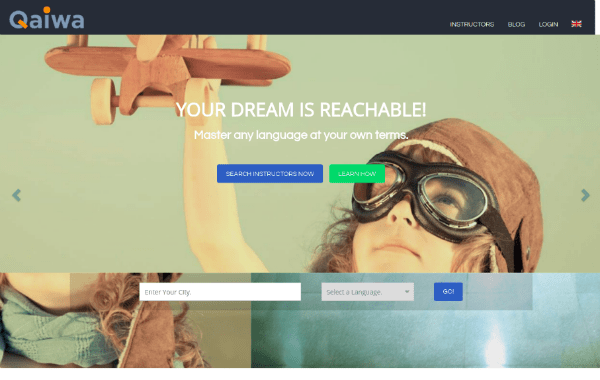 Qaiwa
INSTRUCTORS BLOG LOGIN
YOUR DREAM IS REACHABLE!
Master any language at your own terms.
SEARCH INSTRUCTORS NOW LEARN HOW
Enter Your City. Select a Language. GO!